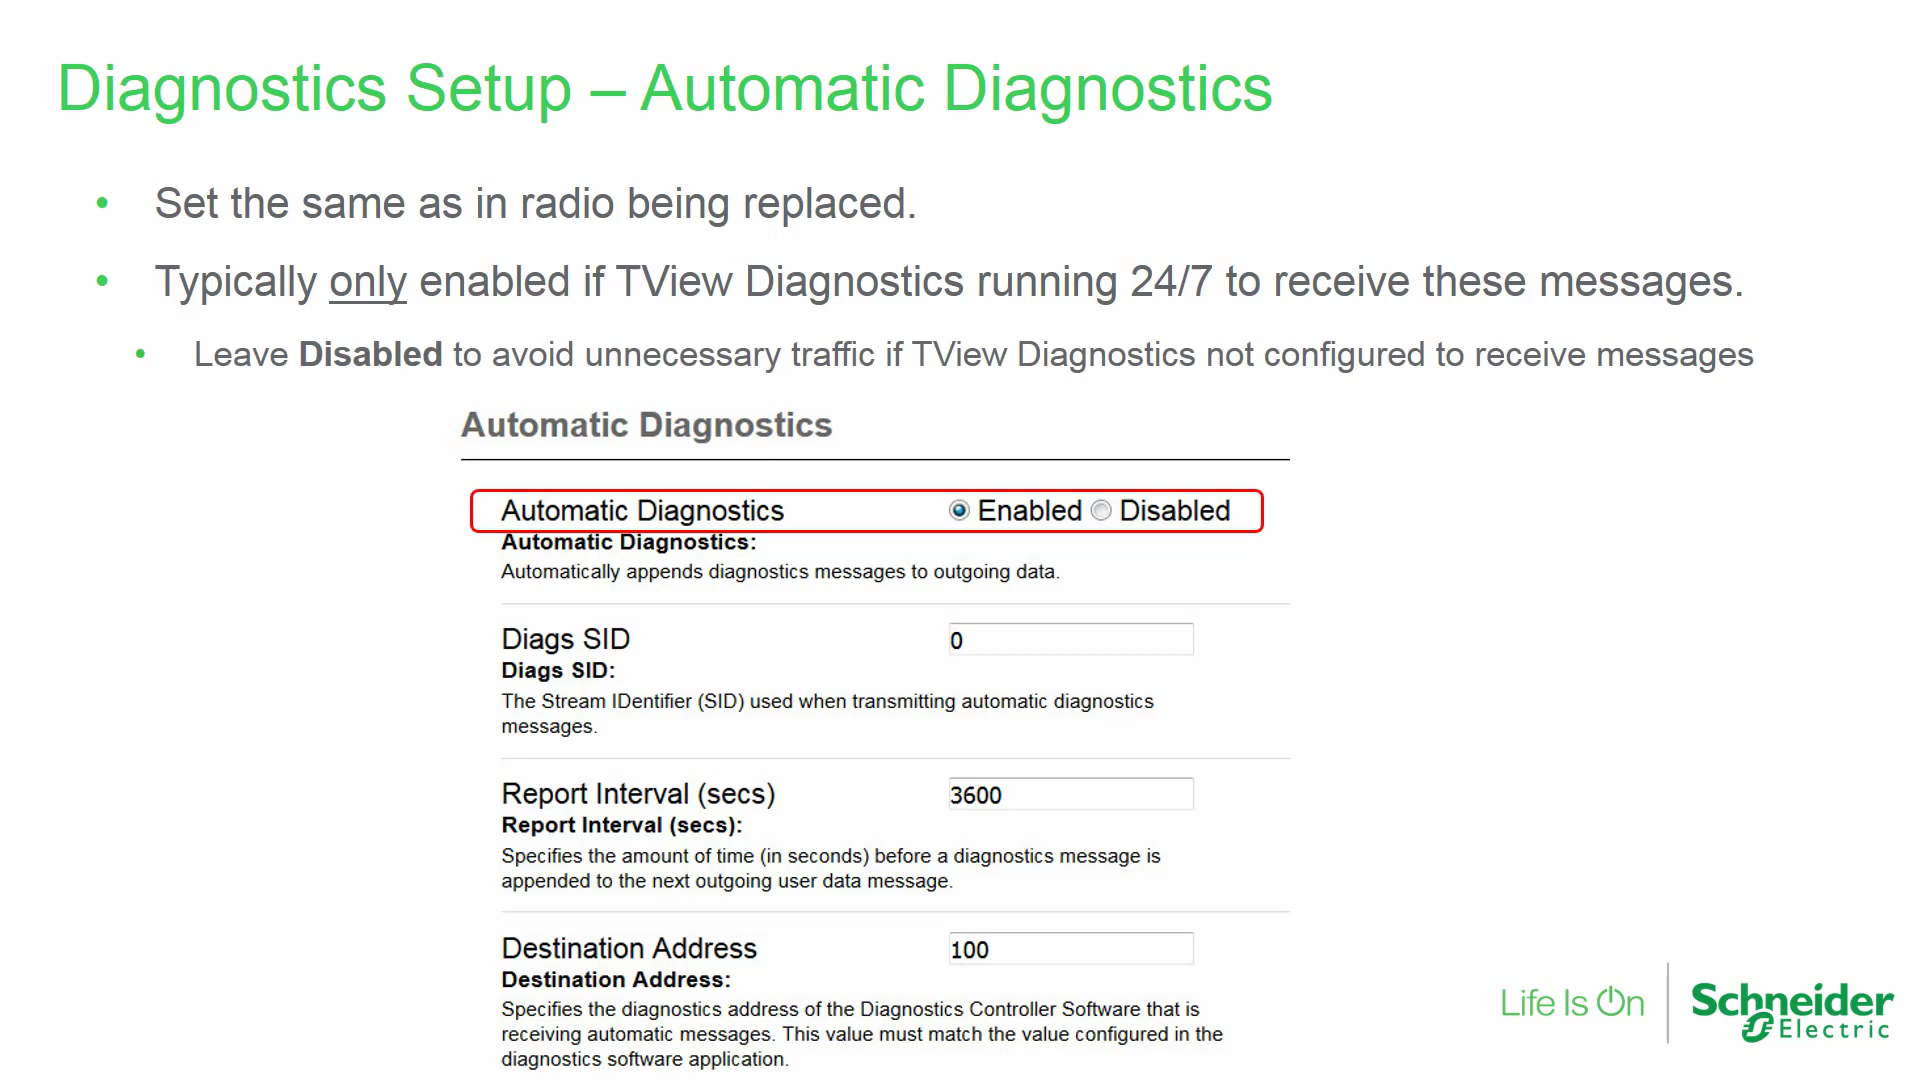 Diagnostics Setup – Automatic Diagnostics
• Set the same as in radio being replaced.
• Typically only enabled if TView Diagnostics running 24/7 to receive these messages.
• Leave Disabled to avoid unnecessary traffic if TView Diagnostics not configured to receive messages
Automatic Diagnostics
Automatic Diagnostics Enabled Disabled
Automatic Diagnostics:
Automatically appends diagnostics messages to outgoing data.
Diags SID 0
Diags SID:
The Stream IDentifier (SID) used when transmitting automatic diagnostics
messages.
Report Interval (secs) 3600
Report Interval (secs):
Specifies the amount of time (in seconds) before a diagnostics message is
appended to the next outgoing user data message.
Destination Address 100
Destination Address:
Specifies the diagnostics address of the Diagnostics Controller Software that is
receiving automatic messages. This value must match the value configured in the
diagnostics software application.
Life Is On
Schneider
Electric